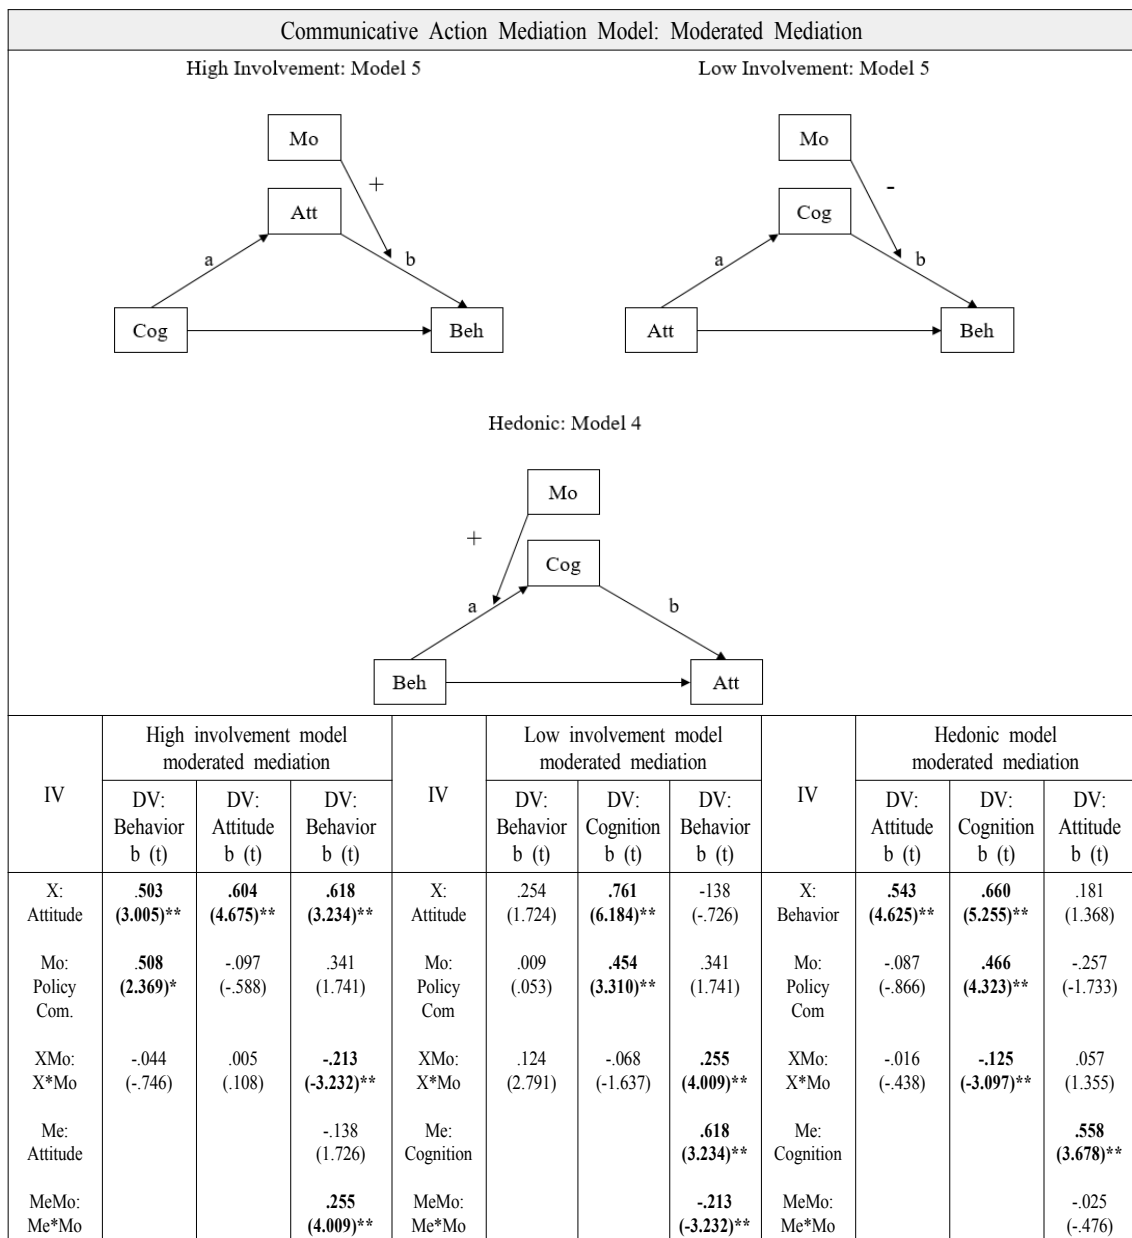 Communicative Action Mediation Model: Moderated Mediation
High Involvement: Model 5
Low Involvement: Model 5
Mo
+
Att
a
b
Cog
Beh
Mo
-
Cog
a
b
Att
Beh
Hedonic: Model 4
Mo
+
Cog
a
b
Beh
Att
IV
High involvement model
moderated mediation
IV
Low involvement model
moderated mediation
IV
Hedonic model
moderated mediation
DV: DV: DV: DV: DV: DV: DV: DV: DV:
Behavior Attitude Behavior Behavior Cognition Behavior Attitude Cognition Attitude
b (t) b (t) b (t) b (t) b (t) b (t) b (t) b (t) b (t)
X: .503 .604 .618 X: .254 .761 -138 X: .543 .660 .181
Attitude (3.005)** (4.675)** (3.234)** Attitude (1.724) (6.184)** (-.726) Behavior (4.625)** (5.255)** (1.368)
Mo: .508 -.097 .341 Mo: .009 .454 .341 Mo: -.087 .466 -.257
Policy (2.369)* (-.588) (1.741) Policy (.053) (3.310)** (1.741) Policy (-.866) (4.323)** (-1.733)
Com. Com Com
XMo: -.044 .005 -.213 XMo: .124 -.068 .255 XMo: -.016 -.125 .057
X*Mo (-.746) (.108) (-3.232)** X*Mo (2.791) (-1.637) (4.009)** X*Mo (-.438) (-3.097)** (1.355)
Me: -.138 Me: .618 Me: .558
Attitude (1.726) Cognition (3.234)** Cognition (3.678)**
MeMo: .255 MeMo: -.213 MeMo: -.025
Me*Mo (4.009)** Me*Mo (-3.232)** Me*Mo (-.476)